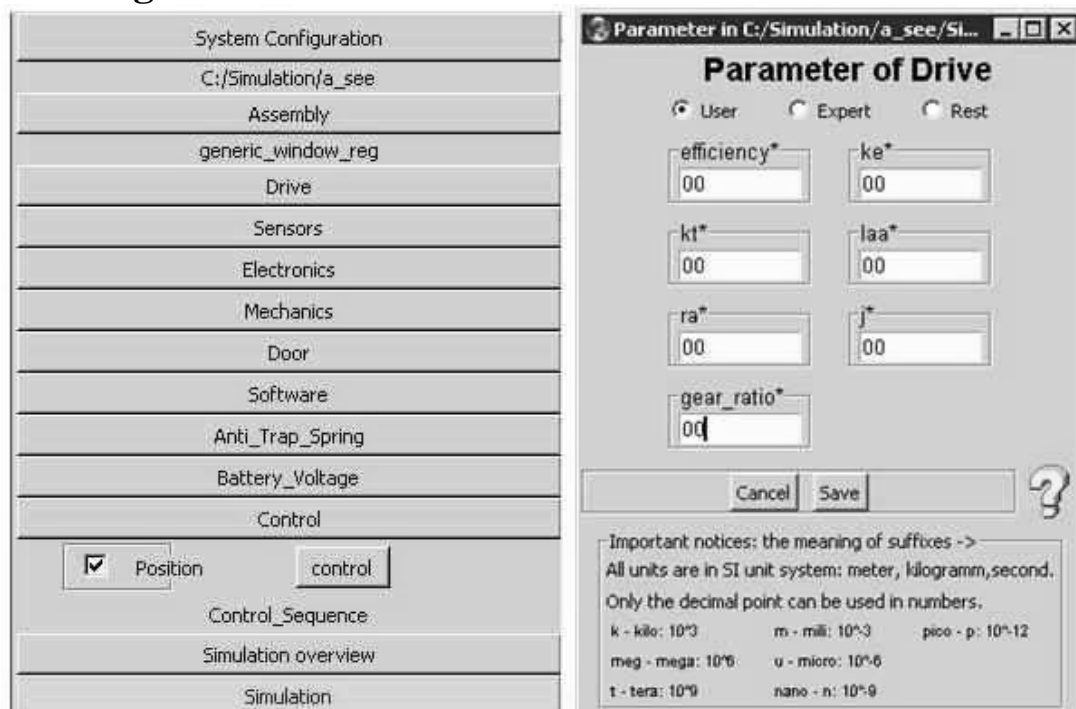 System Configuration
C:/Simulation/a_see
Assembly
generic_window_reg
Drive
Sensors
Electronics
Mechanics
Door
Software
Anti_Trap_Spring
Battery_Voltage
Control
Position control
Control_Sequence
Simulation overview
Simulation
Parameter in C:/Simulation/a_see/Si...
Parameter of Drive
User Expert Rest
efficiency* ke*
00 00
kt* laa*
00 00
ra* j*
00 00
gear_ratio*
00
Cancel Save
Important notices: the meaning of suffixes ->
All units are in SI unit system: meter, kilogramm,second.
Only the decimal point can be used in numbers.
k - kilo: 10^3 m - mili: 10^-3 pico - p: 10^-12
meg - mega: 10^6 u - micro: 10^-6
t - tera: 10^9 nano - n: 10^-9